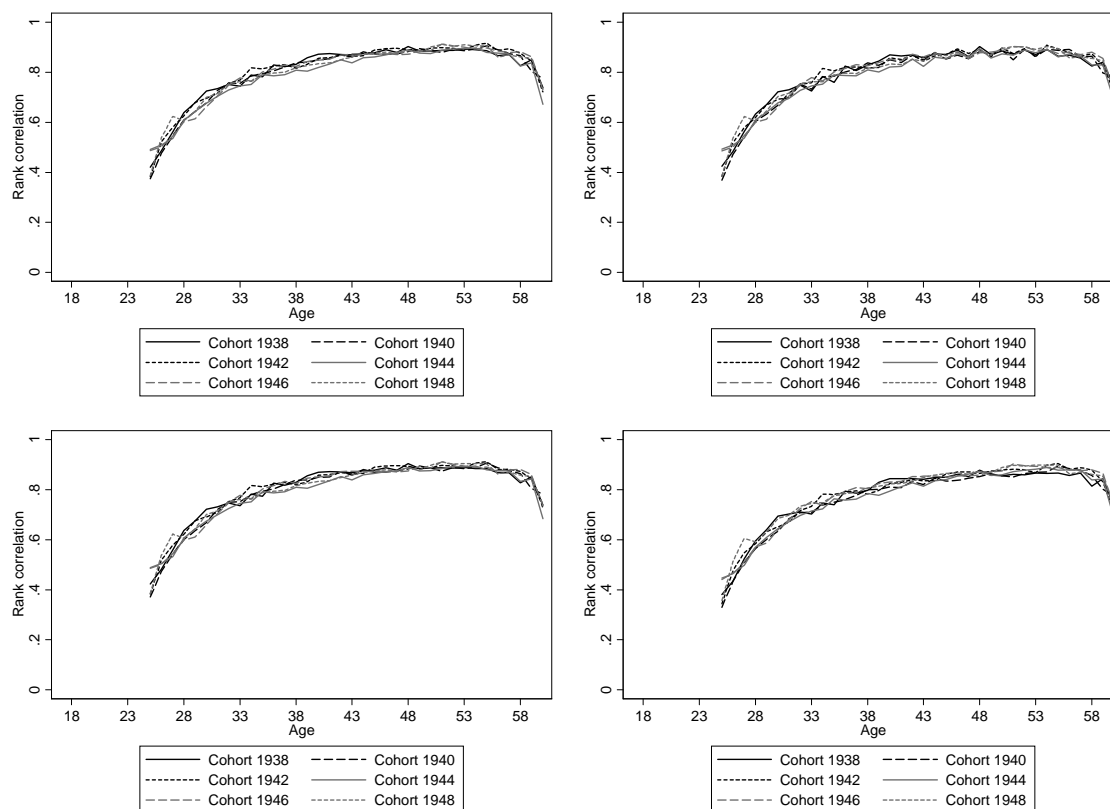 Rank correlation
1
.8
.6
.4
.2
0
18 23 28 33 38 43 48 53 58
Age
Cohort 1938 Cohort 1940
Cohort 1942 Cohort 1944
Cohort 1946 Cohort 1948
Rank correlation
1
.8
.6
.4
.2
0
18 23 28 33 38 43 48 53 58
Age
Cohort 1938 Cohort 1940
Cohort 1942 Cohort 1944
Cohort 1946 Cohort 1948
Rank correlation
1
.8
.6
.4
.2
0
18 23 28 33 38 43 48 53 58
Age
Cohort 1938 Cohort 1940
Cohort 1942 Cohort 1944
Cohort 1946 Cohort 1948
Rank correlation
1
.8
.6
.4
.2
0
18 23 28 33 38 43 48 53 58
Age
Cohort 1938 Cohort 1940
Cohort 1942 Cohort 1944
Cohort 1946 Cohort 1948